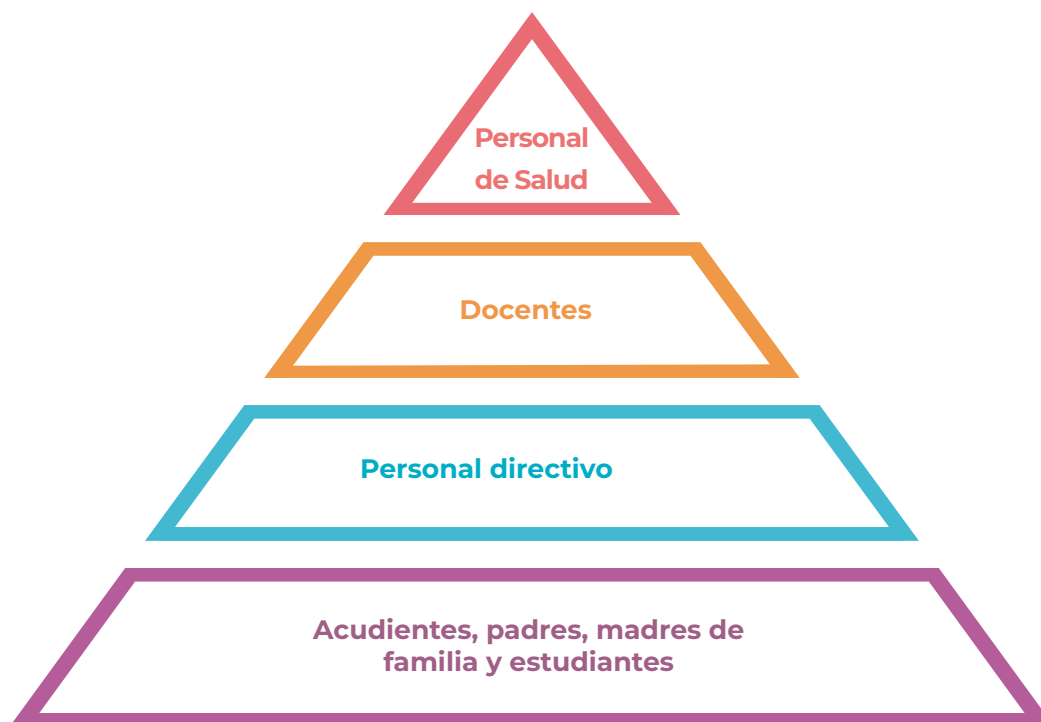 Personal
de Salud
Docentes
Personal directivo
Acudientes, padres, madres de
familia y estudiantes